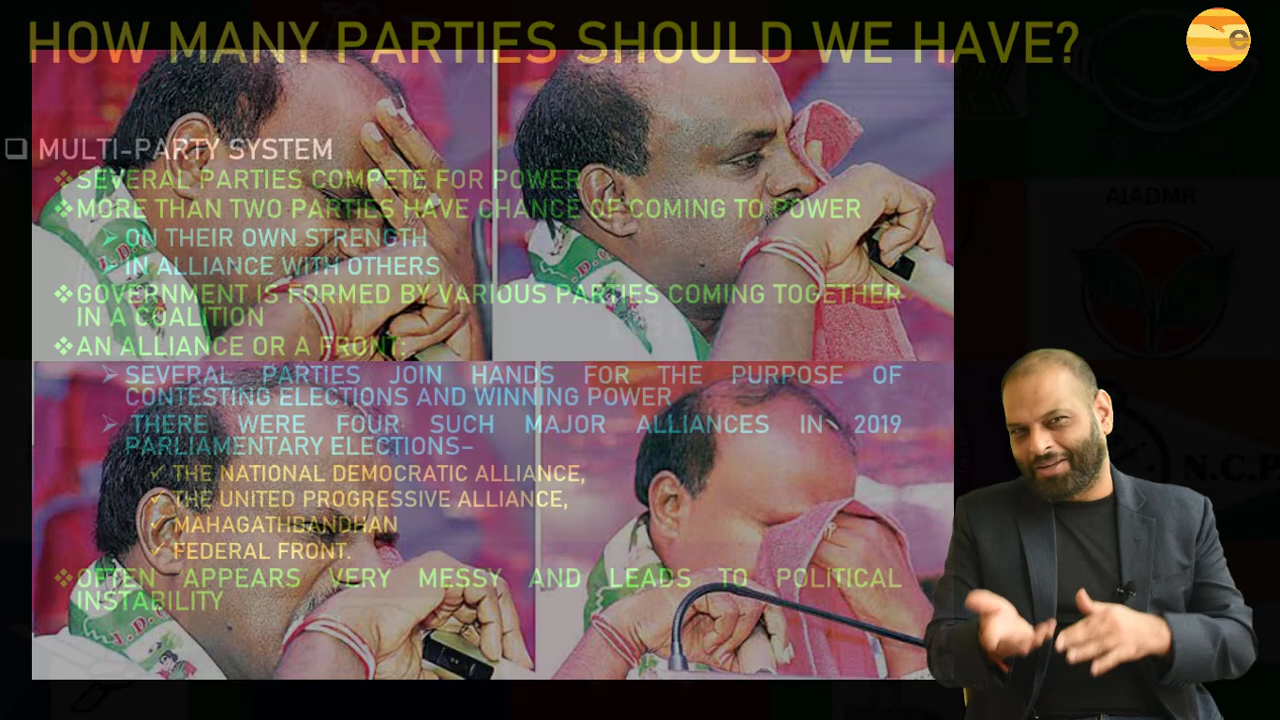 HOW MANY PARTIES SHOULD WE HAVE?
e
❑ MULTI-PARTY SYSTEM
❖SEVERAL PARTIES COMPETE FOR POWER
❖MORE THAN TWO PARTIES HAVE CHANCE OF COMING TO POWER
➢ON THEIR OWN STRENGTH
➢IN ALLIANCE WITH OTHERS
❖GOVERNMENT IS FORMED BY VARIOUS PARTIES COMING TOGETHER
IN A COALITION
❖AN ALLIANCE OR A FRONT:
➢SEVERAL PARTIES JOIN HANDS FOR THE PURPOSE OF
CONTESTING ELECTIONS AND WINNING POWER
➢THERE WERE FOUR SUCH MAJOR ALLIANCES IN 2019
PARLIAMENTARY ELECTIONS–
✓THE NATIONAL DEMOCRATIC ALLIANCE,
✓THE UNITED PROGRESSIVE ALLIANCE,
✓MAHAGATHBANDHAN
✓FEDERAL FRONT.
❖OFTEN APPEARS VERY MESSY AND LEADS TO POLITICAL
INSTABILITY
AIADMK
N.C.P